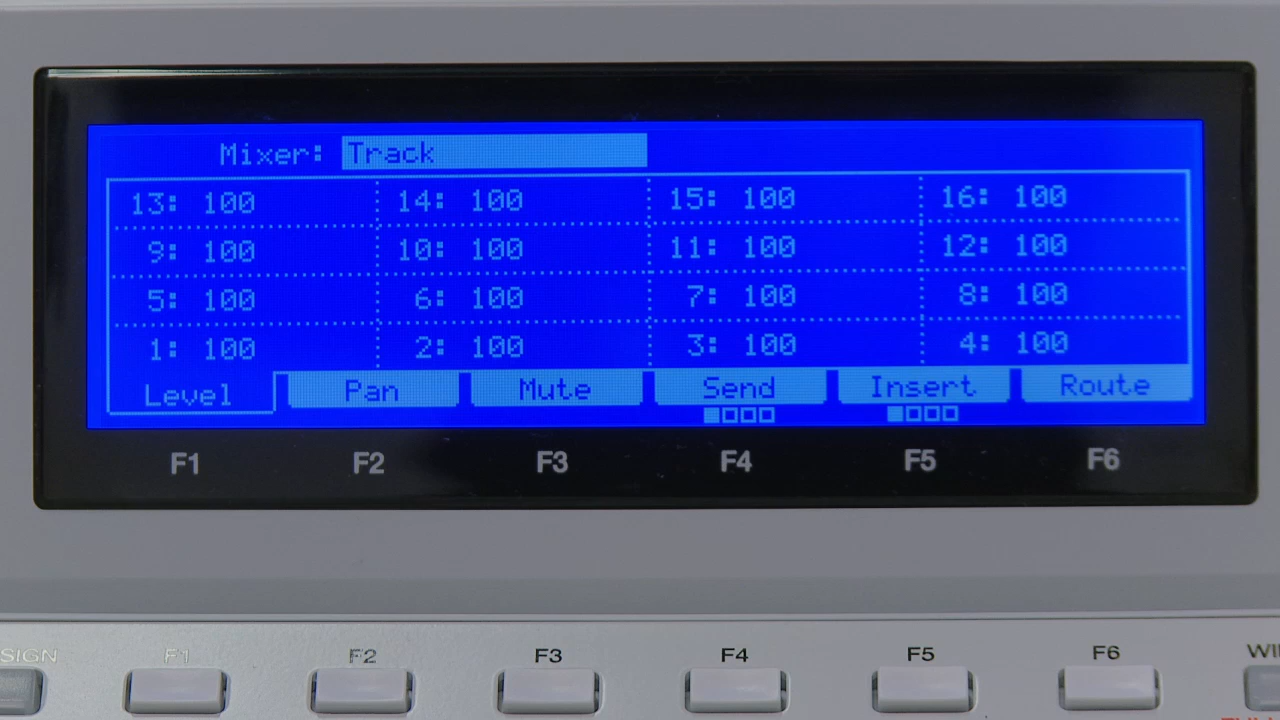 Mixer: Track
13: 100 14: 100 15: 100 16: 100
9: 100 10: 100 11: 100 12: 100
5: 100 6: 100 7: 100 8: 100
1: 100 2: 100 3: 100 4: 100
Level Pan Mute Send Insert Route
F1 F2 F3 F4 F5 F6
SIGN F1 F2 F3 F4 F5 F6 WI